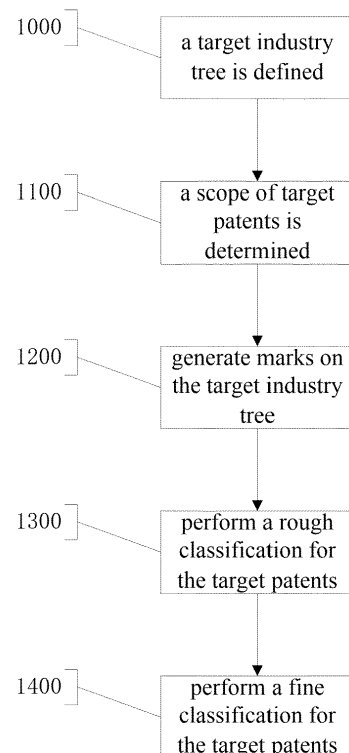 1000
a target industry
tree is defined
1100
a scope of target
patents is
determined
1200
generate marks on
the target industry
tree
1300
perform a rough
classification for
the target patents
1400
perform a fine
classification for
the target patents